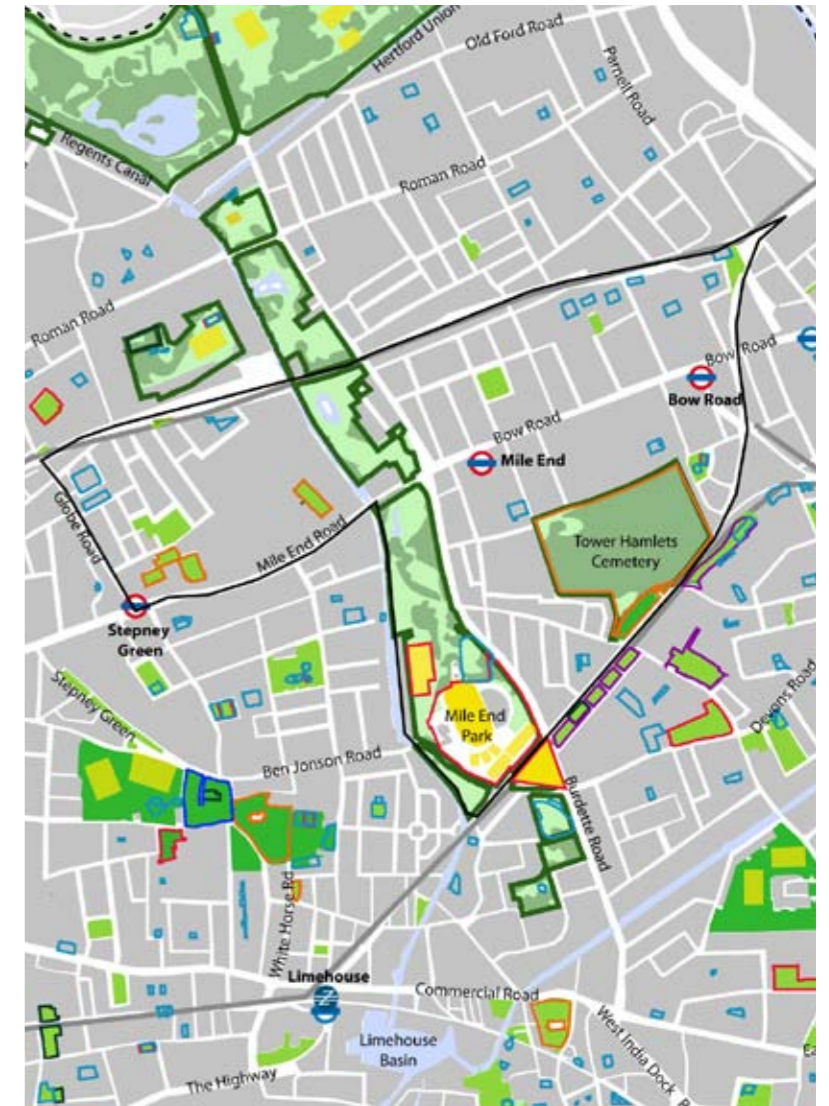 Hertford Union
Old Ford Road
Parnell Road
Regents Canal
Roman Road
Roman Road
Bow Road
Bow Road
Bow Road
Mile End
Globe Road
Mile End Road
Tower Hamlets
Cemetery
Stepney
Green
Stepney Green
Mile End
Park
Devons Road
Ben Jonson Road
Burdette Road
White Horse Rd
Limehouse
Commercial Road
Limehouse
Basin
West India Dock
The Highway